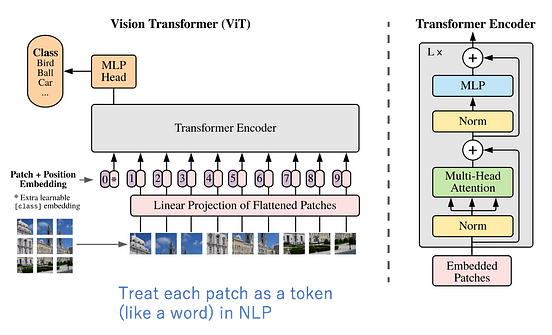 Vision Transformer (ViT)
Class
Bird
Ball
Car
...
MLP
Head
Transformer Encoder
Patch + Position
Embedding
* Extra learnable
[class] embedding
0 * 1 2 3 4 5 6 7 8 9
Linear Projection of Flattened Patches
Treat each patch as a token
(like a word) in NLP
Transformer Encoder
L x
+
MLP
Norm
+
Multi-Head
Attention
Norm
Embedded
Patches